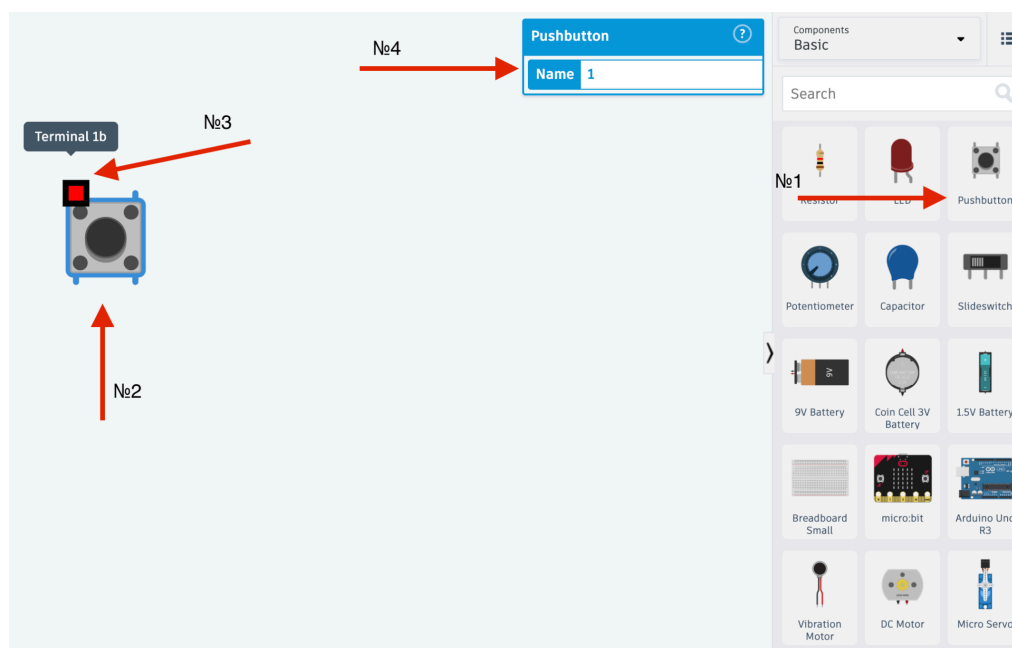 Pushbutton
?
Name 1
№4
Components
Basic
Search
№3
Terminal 1b
№1
Resistor
LED
Pushbutton
Potentiometer
Capacitor
Slideswitch
№2
9V
9V Battery
Coin Cell 3V
Battery
1.5V Battery
Breadboard
Small
micro:bit
Arduino Uno
R3
Vibration
Motor
DC Motor
Micro Servo